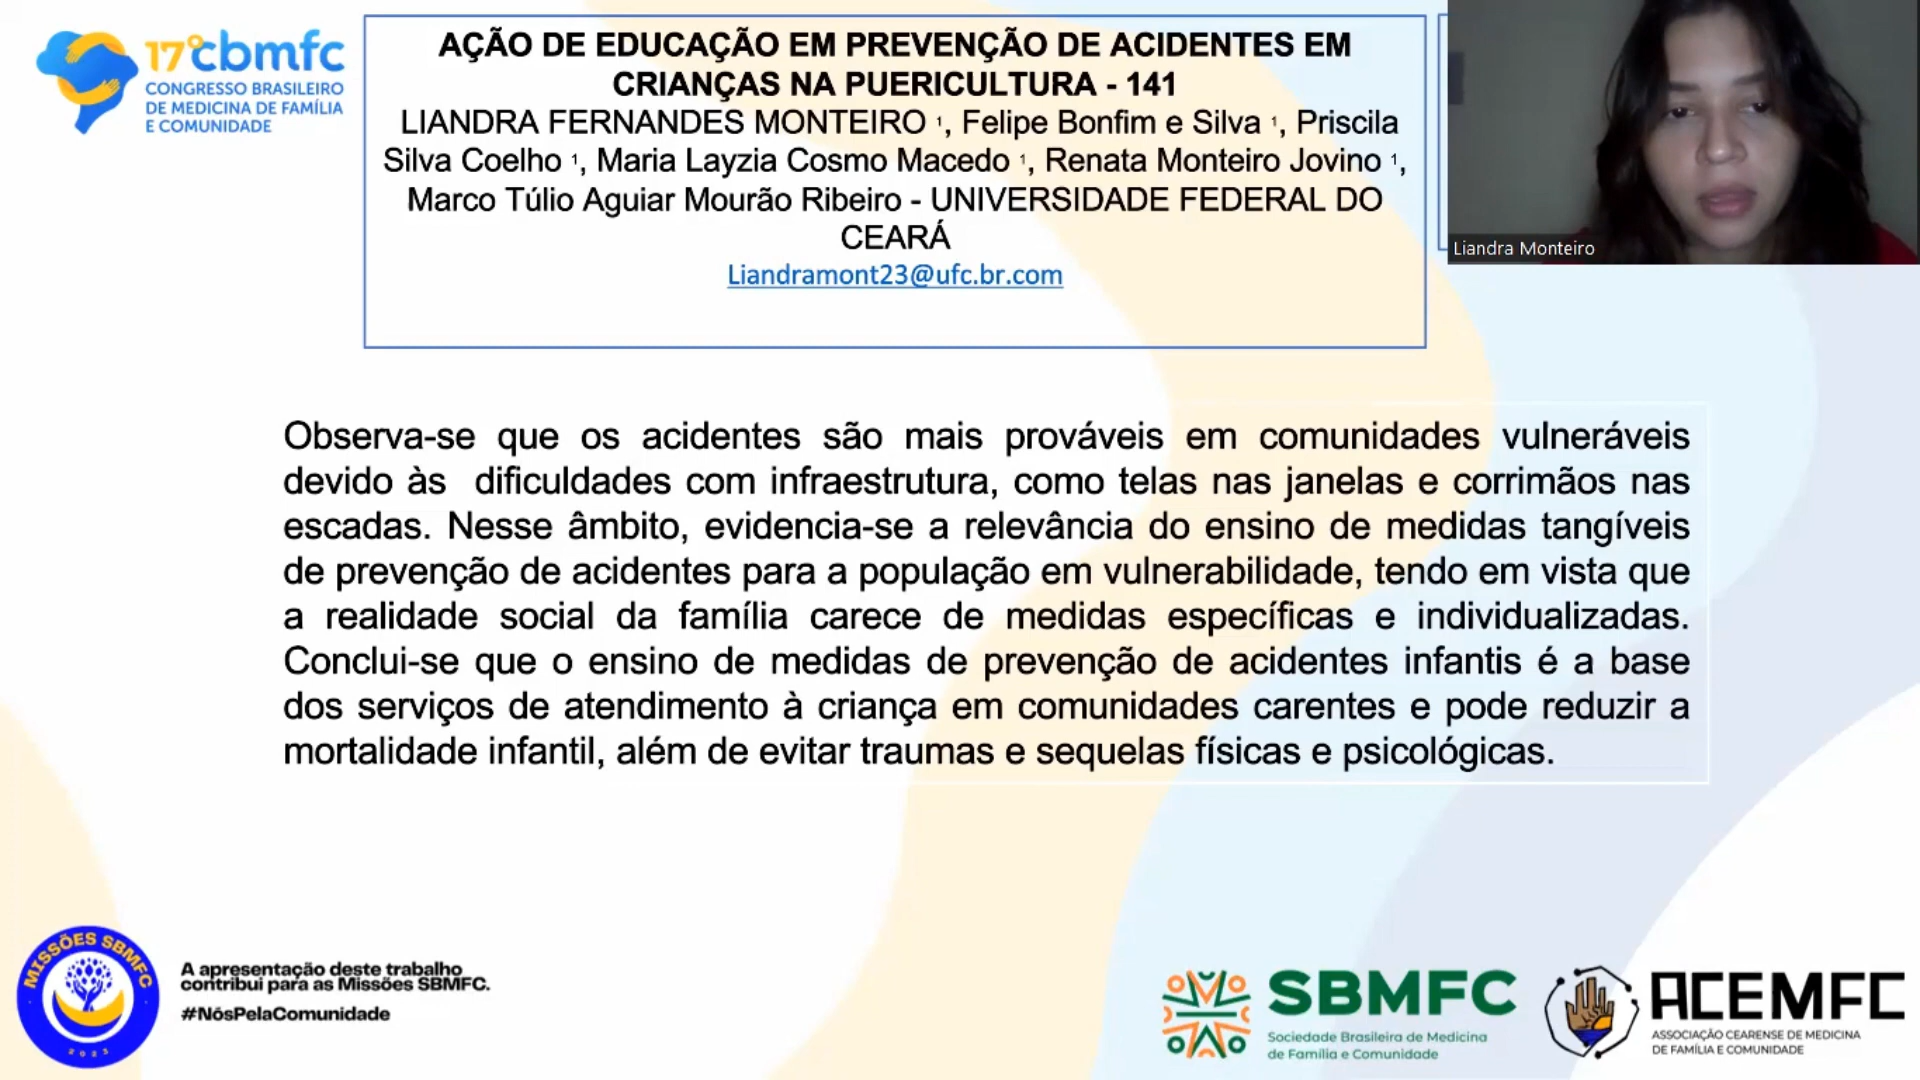 17º cbmfc
CONGRESSO BRASILEIRO
DE MEDICINA DE FAMÍLIA
E COMUNIDADE
AÇÃO DE EDUCAÇÃO EM PREVENÇÃO DE ACIDENTES EM
CRIANÇAS NA PUERICULTURA - 141
LIANDRA FERNANDES MONTEIRO ¹, Felipe Bonfim e Silva ¹, Priscila
Silva Coelho ¹, Maria Layzia Cosmo Macedo ¹, Renata Monteiro Jovino ¹,
Marco Túlio Aguiar Mourão Ribeiro - UNIVERSIDADE FEDERAL DO
CEARÁ
Liandramont23@ufc.br.com
Liandra Monteiro
Observa-se que os acidentes são mais prováveis em comunidades vulneráveis
devido às dificuldades com infraestrutura, como telas nas janelas e corrimãos nas
escadas. Nesse âmbito, evidencia-se a relevância do ensino de medidas tangíveis
de prevenção de acidentes para a população em vulnerabilidade, tendo em vista que
a realidade social da família carece de medidas específicas e individualizadas.
Conclui-se que o ensino de medidas de prevenção de acidentes infantis é a base
dos serviços de atendimento à criança em comunidades carentes e pode reduzir a
mortalidade infantil, além de evitar traumas e sequelas físicas e psicológicas.
MISSÕES SBMFC
2023
A apresentação deste trabalho
contribui para as Missões SBMFC.
#NósPelaComunidade
SBMFC
Sociedade Brasileira de Medicina
de Família e Comunidade
ACEMFC
ASSOCIAÇÃO CEARENSE DE MEDICINA
DE FAMÍLIA E COMUNIDADE